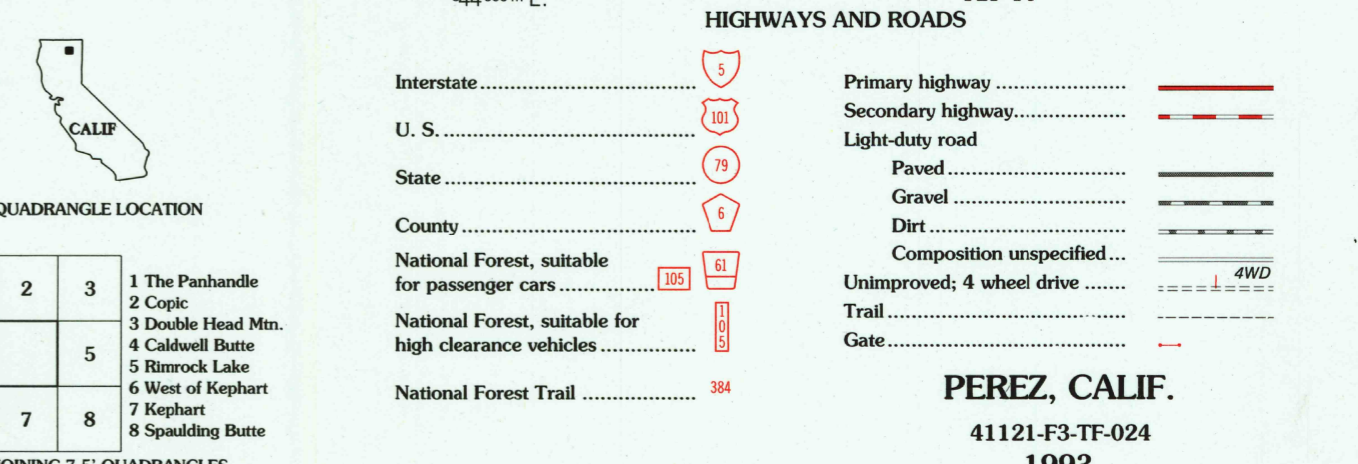 HIGHWAYS AND ROADS
CALIF
QUADRANGLE LOCATION
2 3
5
7 8
1 The Panhandle
2 Copic
3 Double Head Mtn.
4 Caldwell Butte
5 Rimrock Lake
6 West of Kephart
7 Kephart
8 Spaulding Butte
7.5' QUADRANGLES
Interstate 5
U. S. 101
State 79
County 6
National Forest, suitable
for passenger cars 105 61
National Forest, suitable for
high clearance vehicles 105
National Forest Trail 384
Primary highway
Secondary highway
Light-duty road
Paved
Gravel
Dirt
Composition unspecified
Unimproved; 4 wheel drive 4WD
Trail
Gate
PEREZ, CALIF.
41121-F3-TF-024
1993